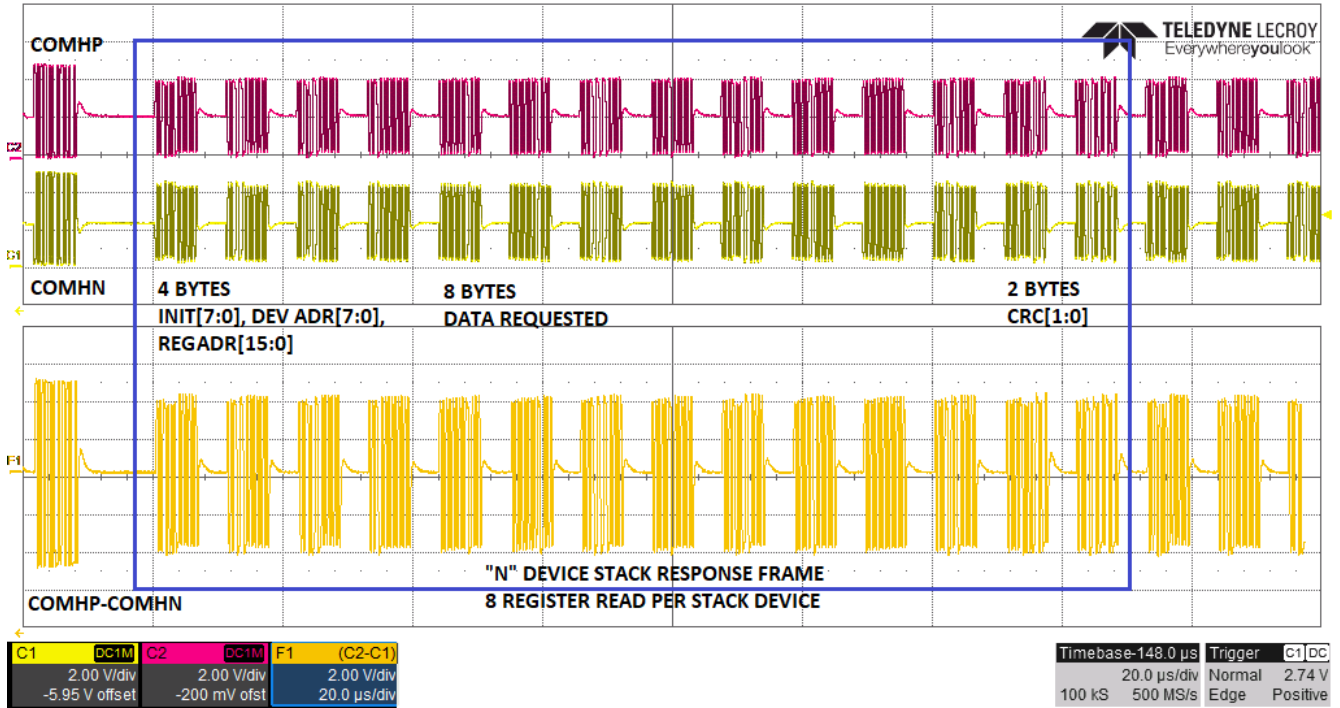 COMHP
TELEDYNE LECROY
Everywhereyoulook
COMHN
4 BYTES
INIT[7:0], DEV ADR[7:0],
REGADR[15:0]
8 BYTES
DATA REQUESTED
2 BYTES
CRC[1:0]
F1
"N" DEVICE STACK RESPONSE FRAME
8 REGISTER READ PER STACK DEVICE
COMHP-COMHN
C1 DC1M C2 DC1M F1 (C2-C1)
2.00 V/div 2.00 V/div 2.00 V/div
-5.95 V offset -200 mV ofst 20.0 µs/div
Timebase -148.0 µs Trigger C1 DC
20.0 µs/div Normal 2.74 V
100 kS 500 MS/s Edge Positive